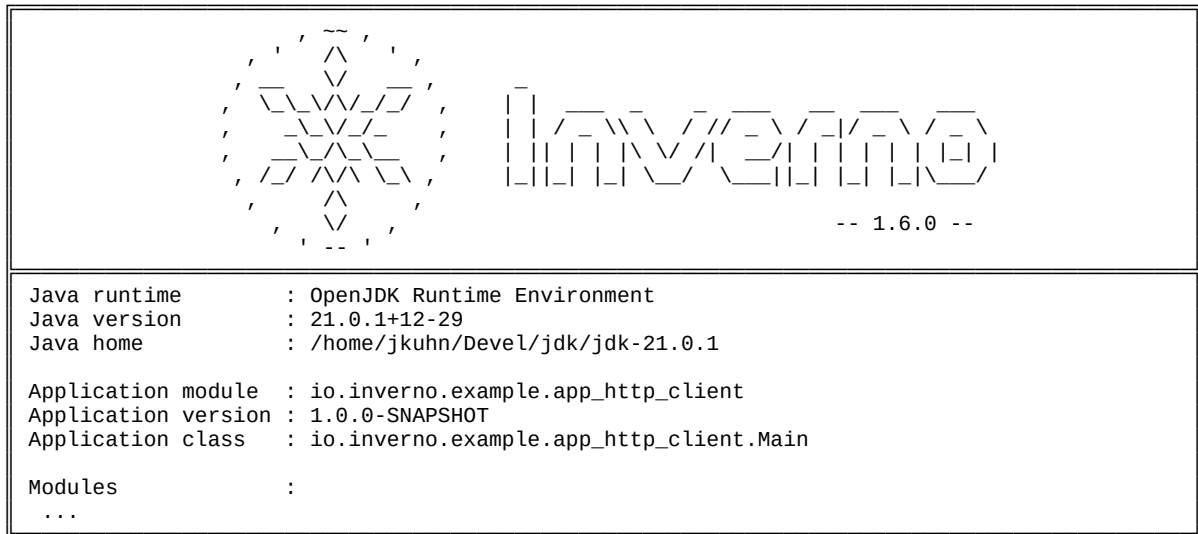 Inverno
-- 1.6.0 --
Java runtime : OpenJDK Runtime Environment
Java version : 21.0.1+12-29
Java home : /home/jkuhn/Devel/jdk/jdk-21.0.1
Application module : io.inverno.example.app_http_client
Application version : 1.0.0-SNAPSHOT
Application class : io.inverno.example.app_http_client.Main
Modules :
...